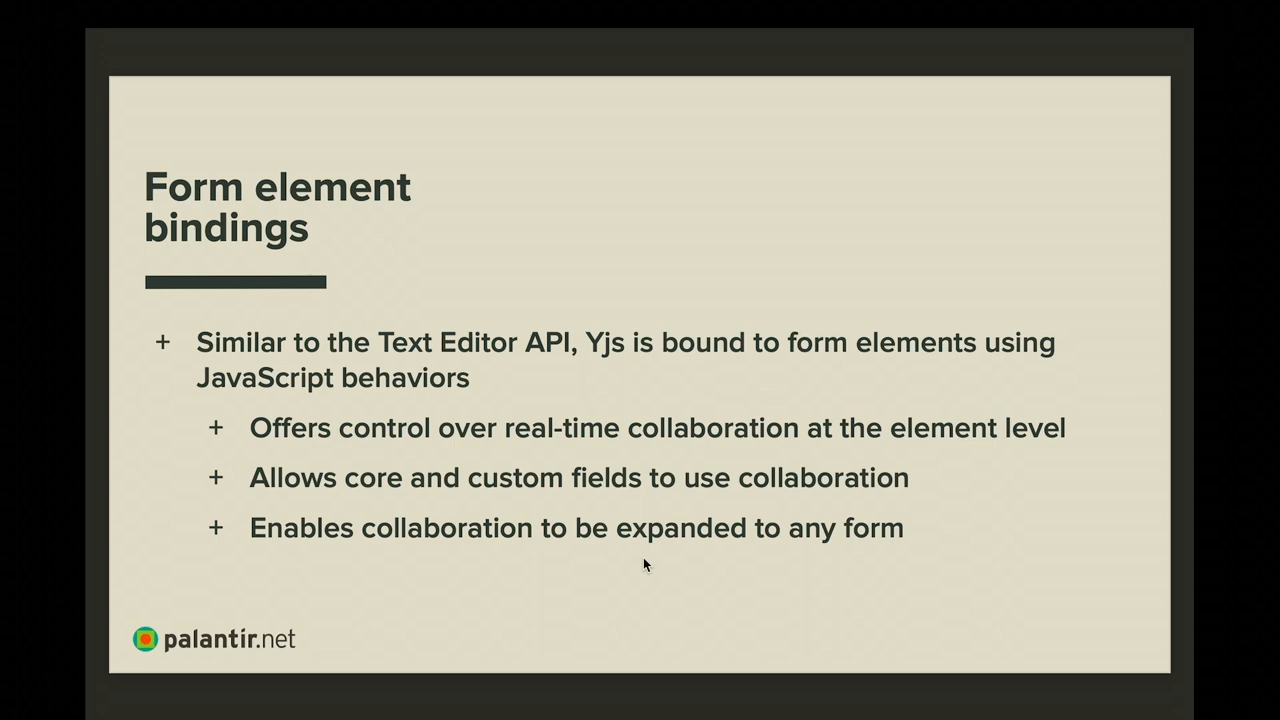 Form element
bindings
+ Similar to the Text Editor API, Yjs is bound to form elements using
JavaScript behaviors
+ Offers control over real-time collaboration at the element level
+ Allows core and custom fields to use collaboration
+ Enables collaboration to be expanded to any form
palantir.net